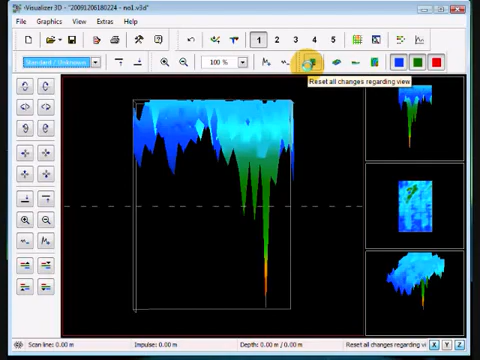 Visualizer 3D - "20091206180224 - no1.v3d"
File Graphics View Extras Help
1 2 3 4 5
Standard / Unknown 100 %
Reset all changes regarding view
Scan line: 0.00 m Impulse: 0.00 m Depth: 0.00 m / 0.00 m Reset all changes regarding vi X Y Z